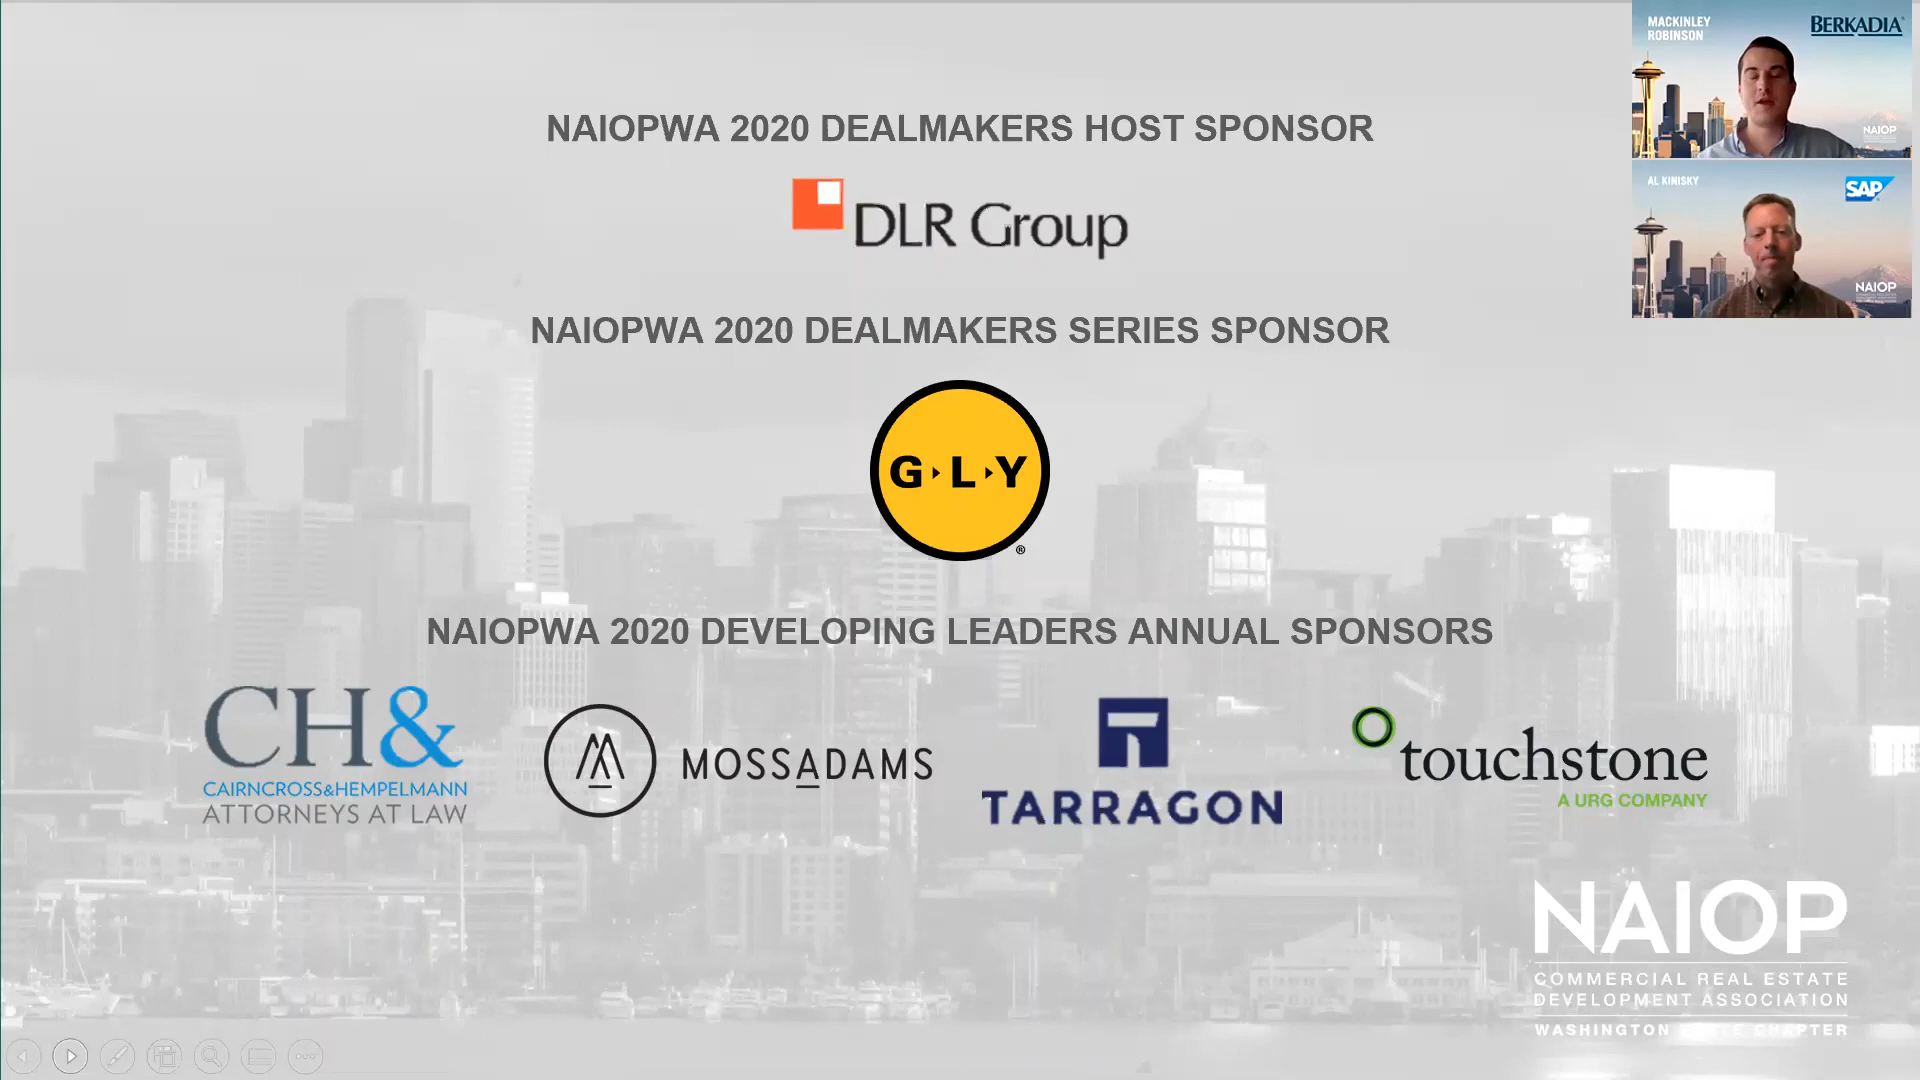 NAIOPWA 2020 DEALMAKERS HOST SPONSOR
DLR Group
NAIOPWA 2020 DEALMAKERS SERIES SPONSOR
G L Y
®
NAIOPWA 2020 DEVELOPING LEADERS ANNUAL SPONSORS
CH&
CAIRNCROSS&HEMPELMANN
ATTORNEYS AT LAW
MOSSADAMS
TARRAGON
touchstone
A URG COMPANY
NAIOP
COMMERCIAL REAL ESTATE
DEVELOPMENT ASSOCIATION
WASHINGTON STATE CHAPTER
MACKINLEY
ROBINSON
BERKADIA
NAIOP
AL KINISKY
SAP
NAIOP